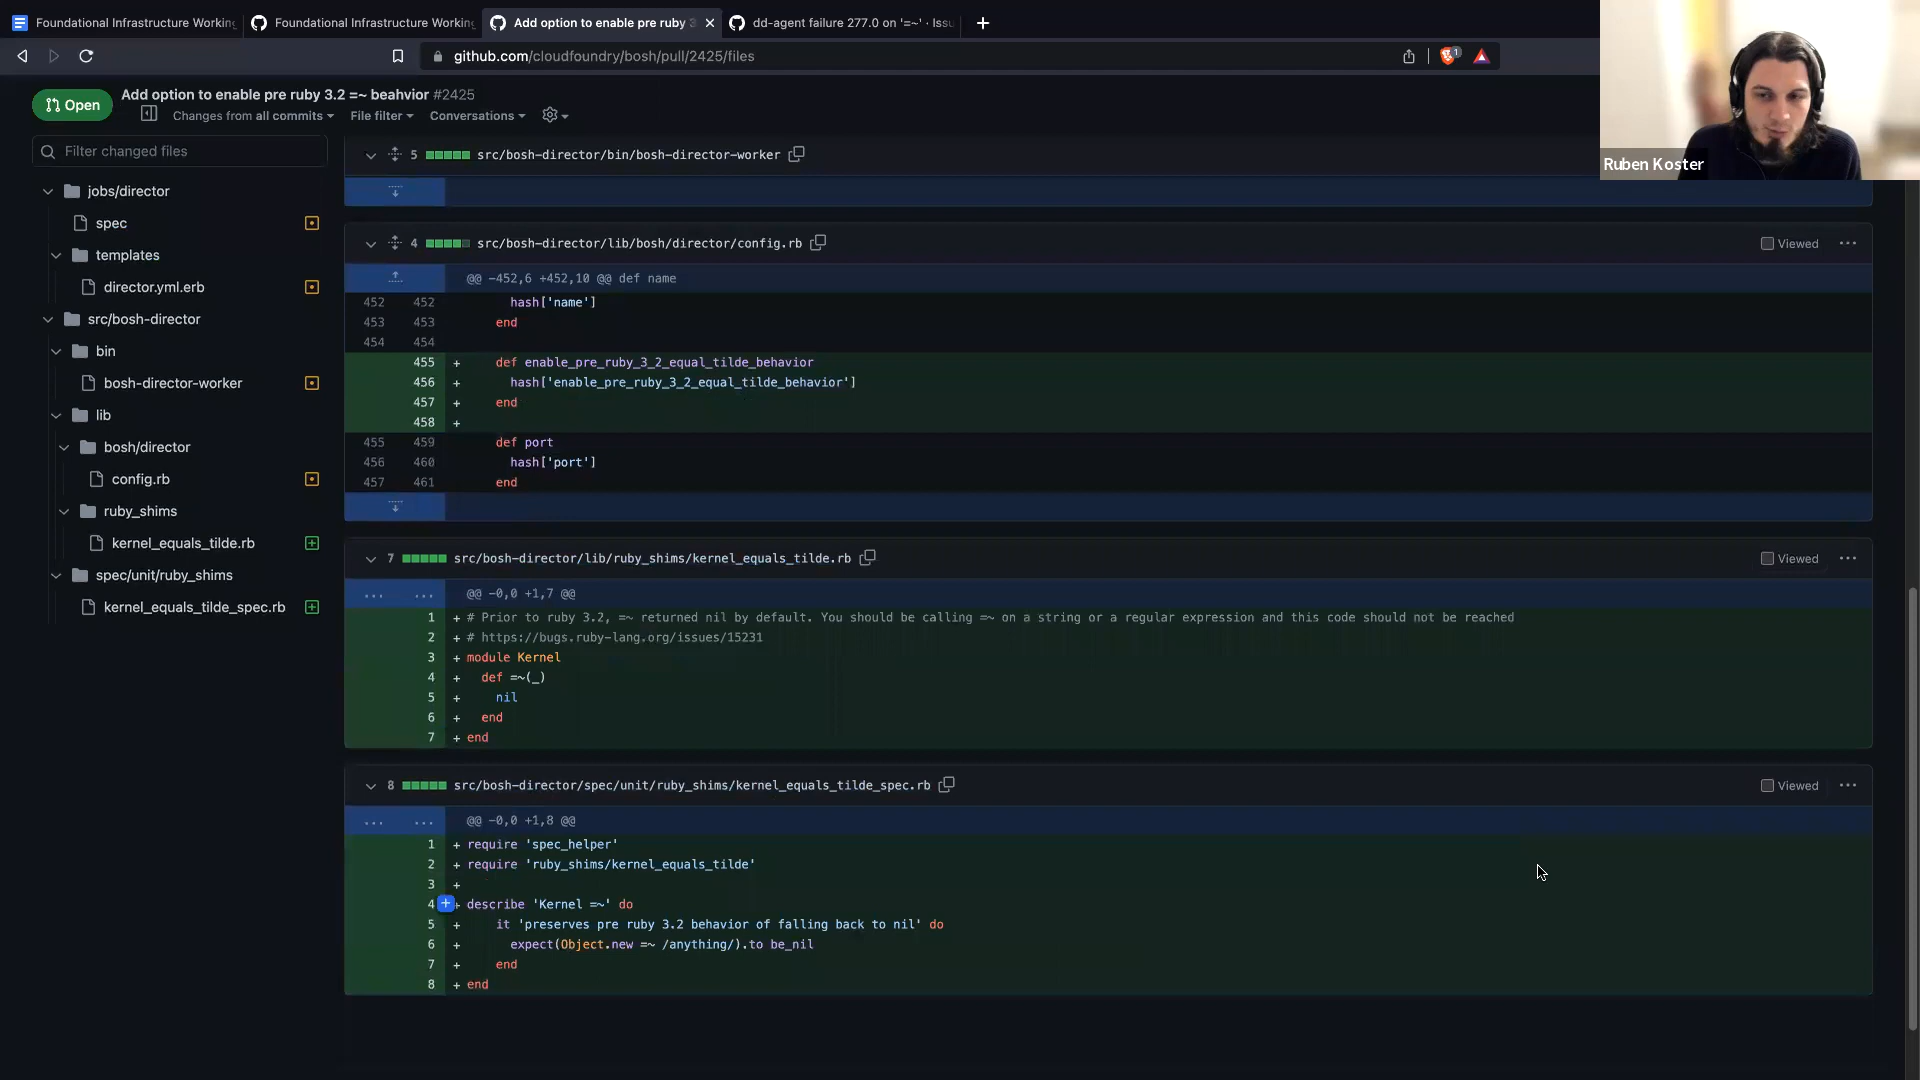 Foundational Infrastructure Workin
Foundational Infrastructure Workin
Add option to enable pre ruby 3
dd-agent failure 277.0 on '=~' · Issu
github.com/cloudfoundry/bosh/pull/2425/files
1
Ruben Koster
Open
Add option to enable pre ruby 3.2 =~ beahvior #2425
Changes from all commits
File filter
Conversations
Filter changed files
jobs/director
spec
templates
director.yml.erb
src/bosh-director
bin
bosh-director-worker
lib
bosh/director
config.rb
ruby_shims
kernel_equals_tilde.rb
spec/unit/ruby_shims
kernel_equals_tilde_spec.rb
5 src/bosh-director/bin/bosh-director-worker
4 src/bosh-director/lib/bosh/director/config.rb
Viewed
@@ -452,6 +452,10 @@ def name
452 452 hash['name']
453 453 end
454 454
455 + def enable_pre_ruby_3_2_equal_tilde_behavior
456 + hash['enable_pre_ruby_3_2_equal_tilde_behavior']
457 + end
458 +
455 459 def port
456 460 hash['port']
457 461 end
7 src/bosh-director/lib/ruby_shims/kernel_equals_tilde.rb
Viewed
@@ -0,0 +1,7 @@
1 + # Prior to ruby 3.2, =~ returned nil by default. You should be calling =~ on a string or a regular expression and this code should not be reached
2 + # https://bugs.ruby-lang.org/issues/15231
3 + module Kernel
4 + def =~(_)
5 + nil
6 + end
7 + end
8 src/bosh-director/spec/unit/ruby_shims/kernel_equals_tilde_spec.rb
Viewed
@@ -0,0 +1,8 @@
1 + require 'spec_helper'
2 + require 'ruby_shims/kernel_equals_tilde'
3 +
4 + describe 'Kernel =~' do
5 + it 'preserves pre ruby 3.2 behavior of falling back to nil' do
6 + expect(Object.new =~ /anything/).to be_nil
7 + end
8 + end